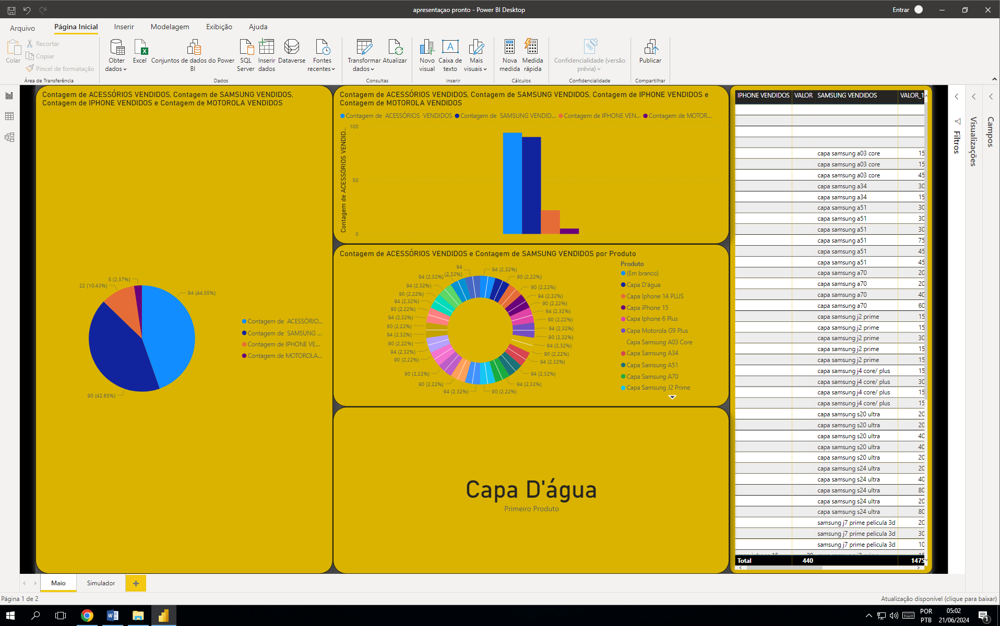 apresentaçao pronto - Power BI Desktop
Entrar
Arquivo
Página Inicial
Inserir
Modelagem
Exibição
Ajuda
Colar
Recortar
Copiar
Pincel de formatação
Área de Transferência
Obter
dados
Excel
Conjuntos de dados do Power
BI
SQL
Server
Inserir
dados
Dataverse
Fontes
recentes
Dados
Transformar
dados
Atualizar
Consultas
Novo
visual
Caixa de
texto
Mais
visuais
Inserir
Nova
medida
Medida
rápida
Cálculos
Confidencialidade (versão
prévia)
Confidencialidade
Publicar
Compartilhar
Contagem de ACESSÓRIOS VENDIDOS, Contagem de SAMSUNG VENDIDOS,
Contagem de IPHONE VENDIDOS e Contagem de MOTOROLA VENDIDOS
5 (2,37%)
22 (10,43%)
94 (44,55%)
90 (42,65%)
Contagem de ACESSÓRIO...
Contagem de SAMSUNG ...
Contagem de IPHONE VE...
Contagem de MOTOROLA...
Contagem de ACESSÓRIOS VENDIDOS, Contagem de SAMSUNG VENDIDOS, Contagem de IPHONE VENDIDOS e
Contagem de MOTOROLA VENDIDOS
Contagem de ACESSÓRIOS VENDIDOS
Contagem de SAMSUNG VENDID...
Contagem de IPHONE VEN...
Contagem de MOTOR...
Contagem de ACESSÓRIOS VENDID...
100
50
0
Contagem de ACESSÓRIOS VENDIDOS e Contagem de SAMSUNG VENDIDOS por Produto
94 (2,32%)
90 (2,22%)
90 (2,22%)
94 (2,32%)
90 (2,22%)
94 (2,32%)
90 (2,22%)
94 (2,32%)
90 (2,22%)
94 (2,32%)
90 (2,22%)
94 (2,32%)
94 (2,32%)
94 (2,32%)
90 (2,22%)
94 (2,32%)
90 (2,22%)
90 (2,22%)
90 (2,22%)
94 (2,32%)
90 (2,22%)
94 (2,32%)
90 (2,22%)
94 (2,32%)
90 (2,22%)
94 (2,32%)
90 (2,22%)
94 (2,32%)
94 (2,32%)
94
(2,32%)
Produto
(Em branco)
Capa D'água
Capa Iphone 14 PLUS
Capa iPhone 15
Capa Iphone 6 Plus
Capa Motorola G9 Plus
Capa Samsung A03 Core
Capa Samsung A34
Capa Samsung A51
Capa Samsung A70
Capa Samsung J2 Prime
Capa D'água
Primeiro Produto
IPHONE VENDIDOS VALOR SAMSUNG VENDIDOS VALOR_1
capa samsung a03 core 15
capa samsung a03 core 15
capa samsung a03 core 45
capa samsung a34 30
capa samsung a34 15
capa samsung a51 30
capa samsung a51 30
capa samsung a51 30
capa samsung a51 75
capa samsung a51 45
capa samsung a51 45
capa samsung a70 20
capa samsung a70 20
capa samsung a70 40
capa samsung a70 60
capa samsung j2 prime 15
capa samsung j2 prime 15
capa samsung j2 prime 30
capa samsung j2 prime 15
capa samsung j2 prime 15
capa samsung j4 core/ plus 15
capa samsung j4 core/ plus 30
capa samsung j4 core/ plus 15
capa samsung j4 core/ plus 15
capa samsung s20 ultra 20
capa samsung s20 ultra 20
capa samsung s20 ultra 40
capa samsung s20 ultra 40
capa samsung s20 ultra 20
capa samsung s24 ultra 20
capa samsung s24 ultra 40
capa samsung s24 ultra 80
capa samsung s24 ultra 20
capa samsung s24 ultra 80
samsung j7 prime pelicula 3d 20
samsung j7 prime pelicula 3d 30
samsung j7 prime pelicula 3d 10
Total 440 1475
Filtros
Visualizações
Campos
Maio
Simulador
Página 1 de 2
Atualização disponível (clique para baixar)
POR
PTB
05:02
21/06/2024
1